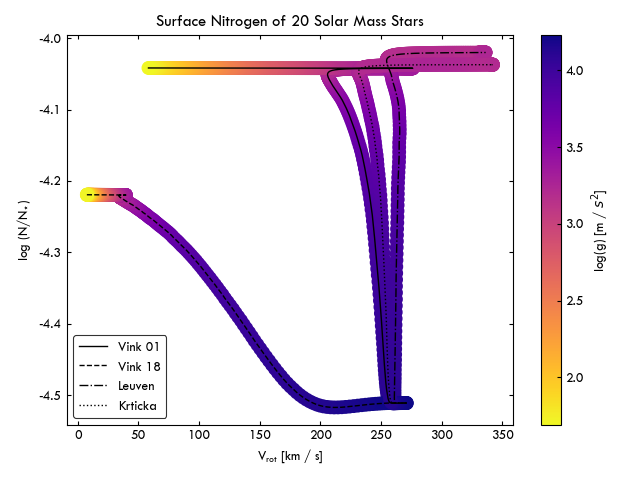 Surface Nitrogen of 20 Solar Mass Stars
-4.0
-4.1
-4.2
-4.3
-4.4
-4.5
log (N/N⋆)
0 50 100 150 200 250 300 350
Vrot [km / s]
Vink 01
Vink 18
Leuven
Krticka
4.0
3.5
3.0
2.5
2.0
log(g) [m / s²]